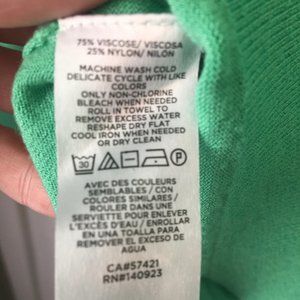 75% VISCOSE/ VISCOSA
25% NYLON/ NILON
MACHINE WASH COLD
DELICATE CYCLE WITH LIKE
COLORS
ONLY NON-CHLORINE
BLEACH WHEN NEEDED
ROLL IN TOWEL TO
REMOVE EXCESS WATER
RESHAPE DRY FLAT
COOL IRON WHEN NEEDED
OR DRY CLEAN
30 P
AVEC DES COULEURS
SEMBLABLES / CON
COLORES SIMILARES /
ROULER DANS UNE
SERVIETTE POUR ENLEVER
L'EXCÈS D'EAU / ENROLLAR
EN UNA TOALLA PARA
REMOVER EL EXCESO DE
AGUA
CA#57421
RN#140923